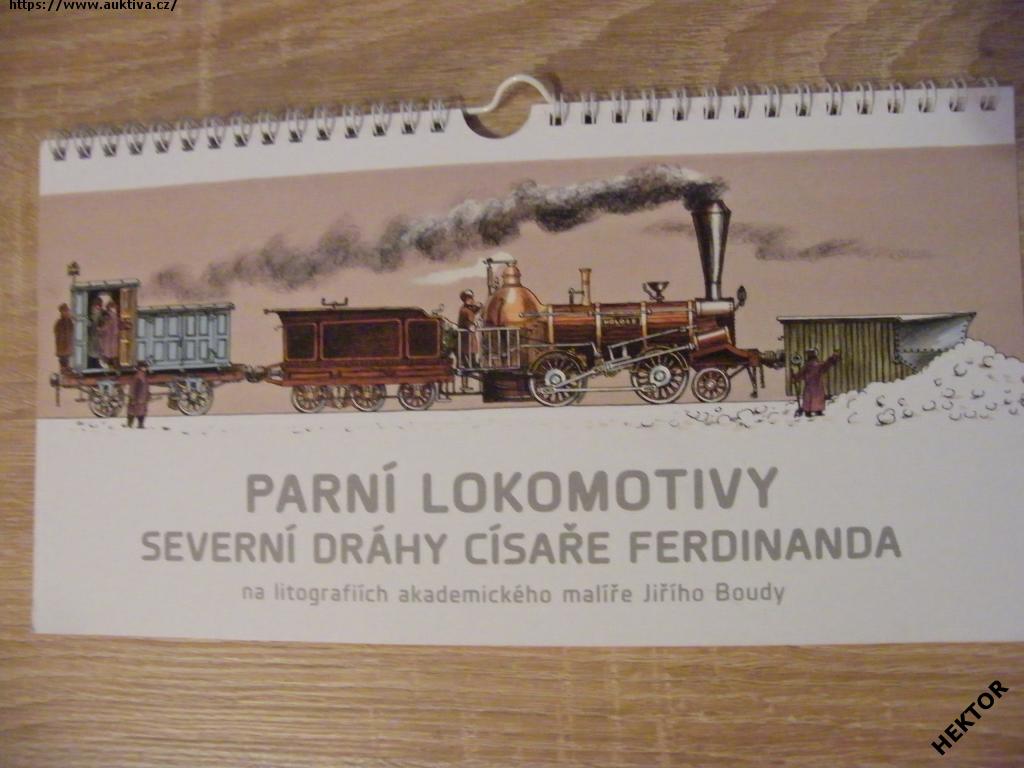 https://www.auktiva.cz/
PARNÍ LOKOMOTIVY
SEVERNÍ DRÁHY CÍSAŘE FERDINANDA
na litografiích akademického malíře Jiřího Boudy
HEKTOR